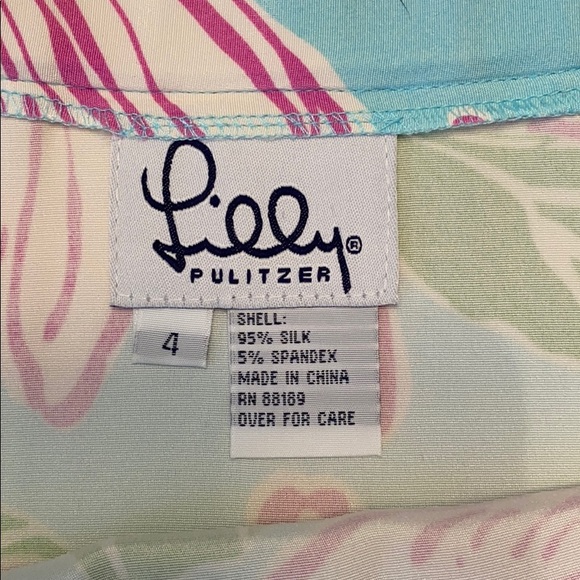 Lilly®
PULITZER
4
SHELL:
95% SILK
5% SPANDEX
MADE IN CHINA
RN 88189
OVER FOR CARE